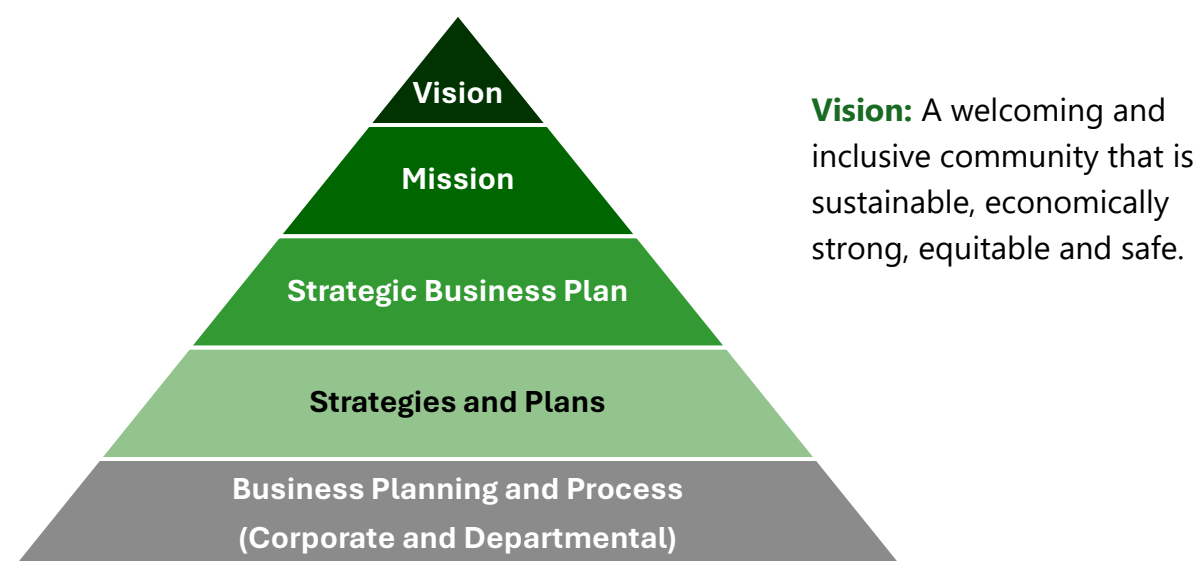 Vision
Mission
Strategic Business Plan
Strategies and Plans
Business Planning and Process
(Corporate and Departmental)
Vision: A welcoming and
inclusive community that is
sustainable, economically
strong, equitable and safe.